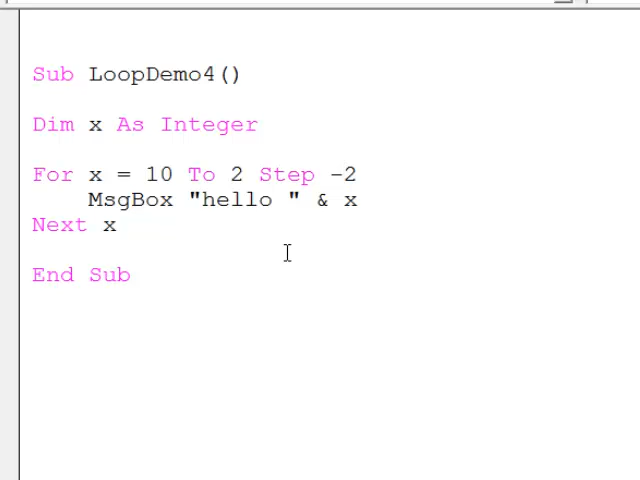 Sub LoopDemo4()
Dim x As Integer
For x = 10 To 2 Step -2
MsgBox "hello " & x
Next x
End Sub